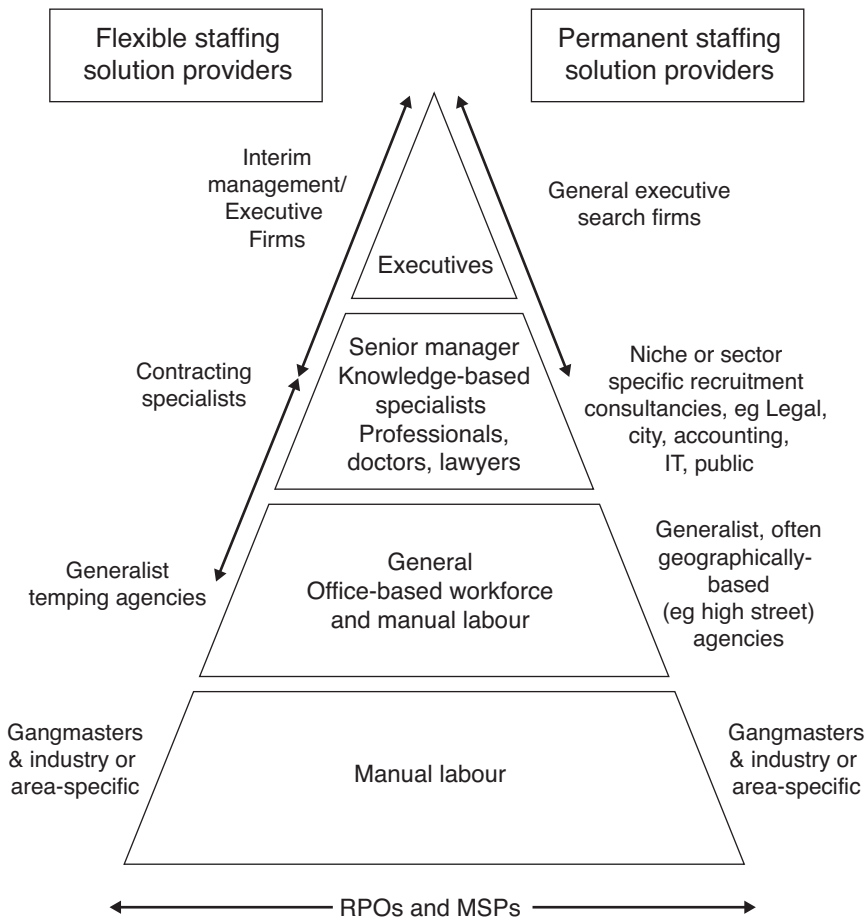 Flexible staffing
solution providers
Permanent staffing
solution providers
Interim
management/
Executive
Firms
General executive
search firms
Executives
Contracting
specialists
Senior manager
Knowledge-based
specialists
Professionals,
doctors, lawyers
Niche or sector
specific recruitment
consultancies, eg Legal,
city, accounting,
IT, public
Generalist
temping agencies
General
Office-based workforce
and manual labour
Generalist, often
geographically-
based
(eg high street)
agencies
Gangmasters
& industry or
area-specific
Manual labour
Gangmasters
& industry or
area-specific
RPOs and MSPs